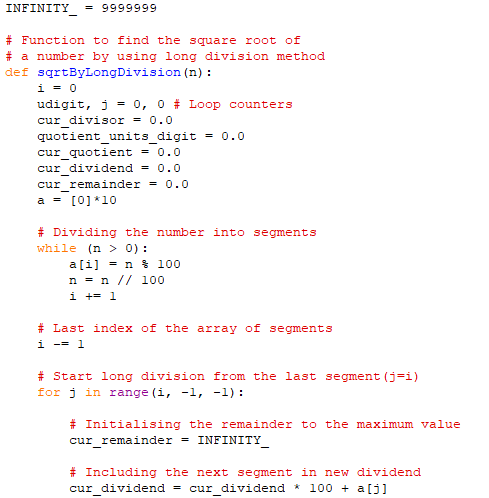 INFINITY_ = 9999999
# Function to find the square root of
# a number by using long division method
def sqrtByLongDivision(n):
i = 0
udigit, j = 0, 0 # Loop counters
cur_divisor = 0.0
quotient_units_digit = 0.0
cur_quotient = 0.0
cur_dividend = 0.0
cur_remainder = 0.0
a = [0]*10
# Dividing the number into segments
while (n > 0):
a[i] = n % 100
n = n // 100
i += 1
# Last index of the array of segments
i -= 1
# Start long division from the last segment(j=i)
for j in range(i, -1, -1):
# Initialising the remainder to the maximum value
cur_remainder = INFINITY_
# Including the next segment in new dividend
cur_dividend = cur_dividend * 100 + a[j]